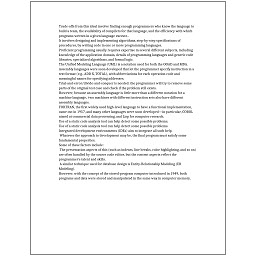 Trade-offs from this ideal involve finding enough programmers who know the language to
build a team, the availability of compilers for that language, and the efficiency with which
programs written in a given language execute.
It involves designing and implementing algorithms, step-by-step specifications of
procedures, by writing code in one or more programming languages.
Proficient programming usually requires expertise in several different subjects, including
knowledge of the application domain, details of programming languages and generic code
libraries, specialized algorithms, and formal logic.
The Unified Modeling Language (UML) is a notation used for both the OOAD and MDA.
Assembly languages were soon developed that let the programmer specify instruction in a
text format (e.g., ADD X, TOTAL), with abbreviations for each operation code and
meaningful names for specifying addresses.
Trial-and-error/divide-and-conquer is needed: the programmer will try to remove some
parts of the original test case and check if the problem still exists.
However, because an assembly language is little more than a different notation for a
machine language, two machines with different instruction sets also have different
assembly languages.
FORTRAN, the first widely used high-level language to have a functional implementation,
came out in 1957, and many other languages were soon developed—in particular, COBOL
aimed at commercial data processing, and Lisp for computer research.
Use of a static code analysis tool can help detect some possible problems.
Use of a static code analysis tool can help detect some possible problems.
Integrated development environments (IDEs) aim to integrate all such help.
Whatever the approach to development may be, the final program must satisfy some
fundamental properties.
Some of these factors include:
The presentation aspects of this (such as indents, line breaks, color highlighting, and so on)
are often handled by the source code editor, but the content aspects reflect the
programmer's talent and skills.
A similar technique used for database design is Entity-Relationship Modeling (ER
Modeling).
However, with the concept of the stored-program computer introduced in 1949, both
programs and data were stored and manipulated in the same way in computer memory.